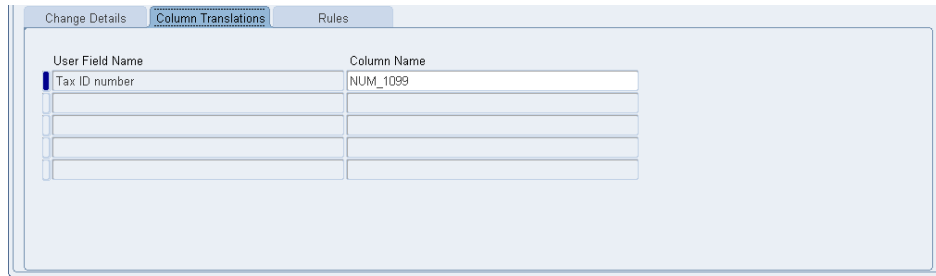 Change Details Column Translations Rules
User Field Name Column Name
Tax ID number NUM_1099